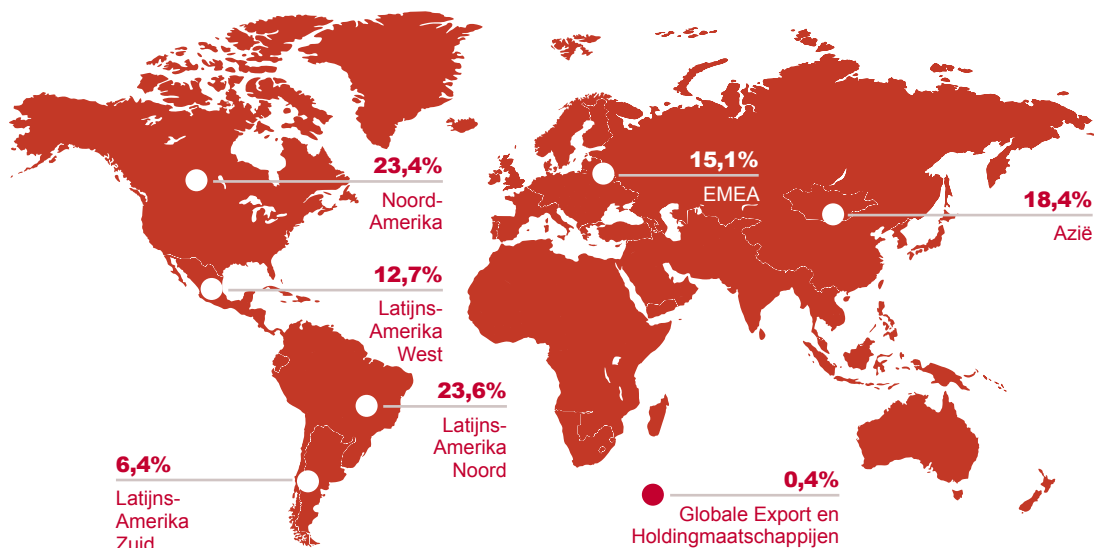 23,4%
Noord-
Amerika
15,1%
EMEA
18,4%
Azië
12,7%
Latijns-
Amerika
West
23,6%
Latijns-
Amerika
Noord
6,4%
Latijns-
Amerika
Zuid
0,4%
Globale Export en
Holdingmaatschappijen